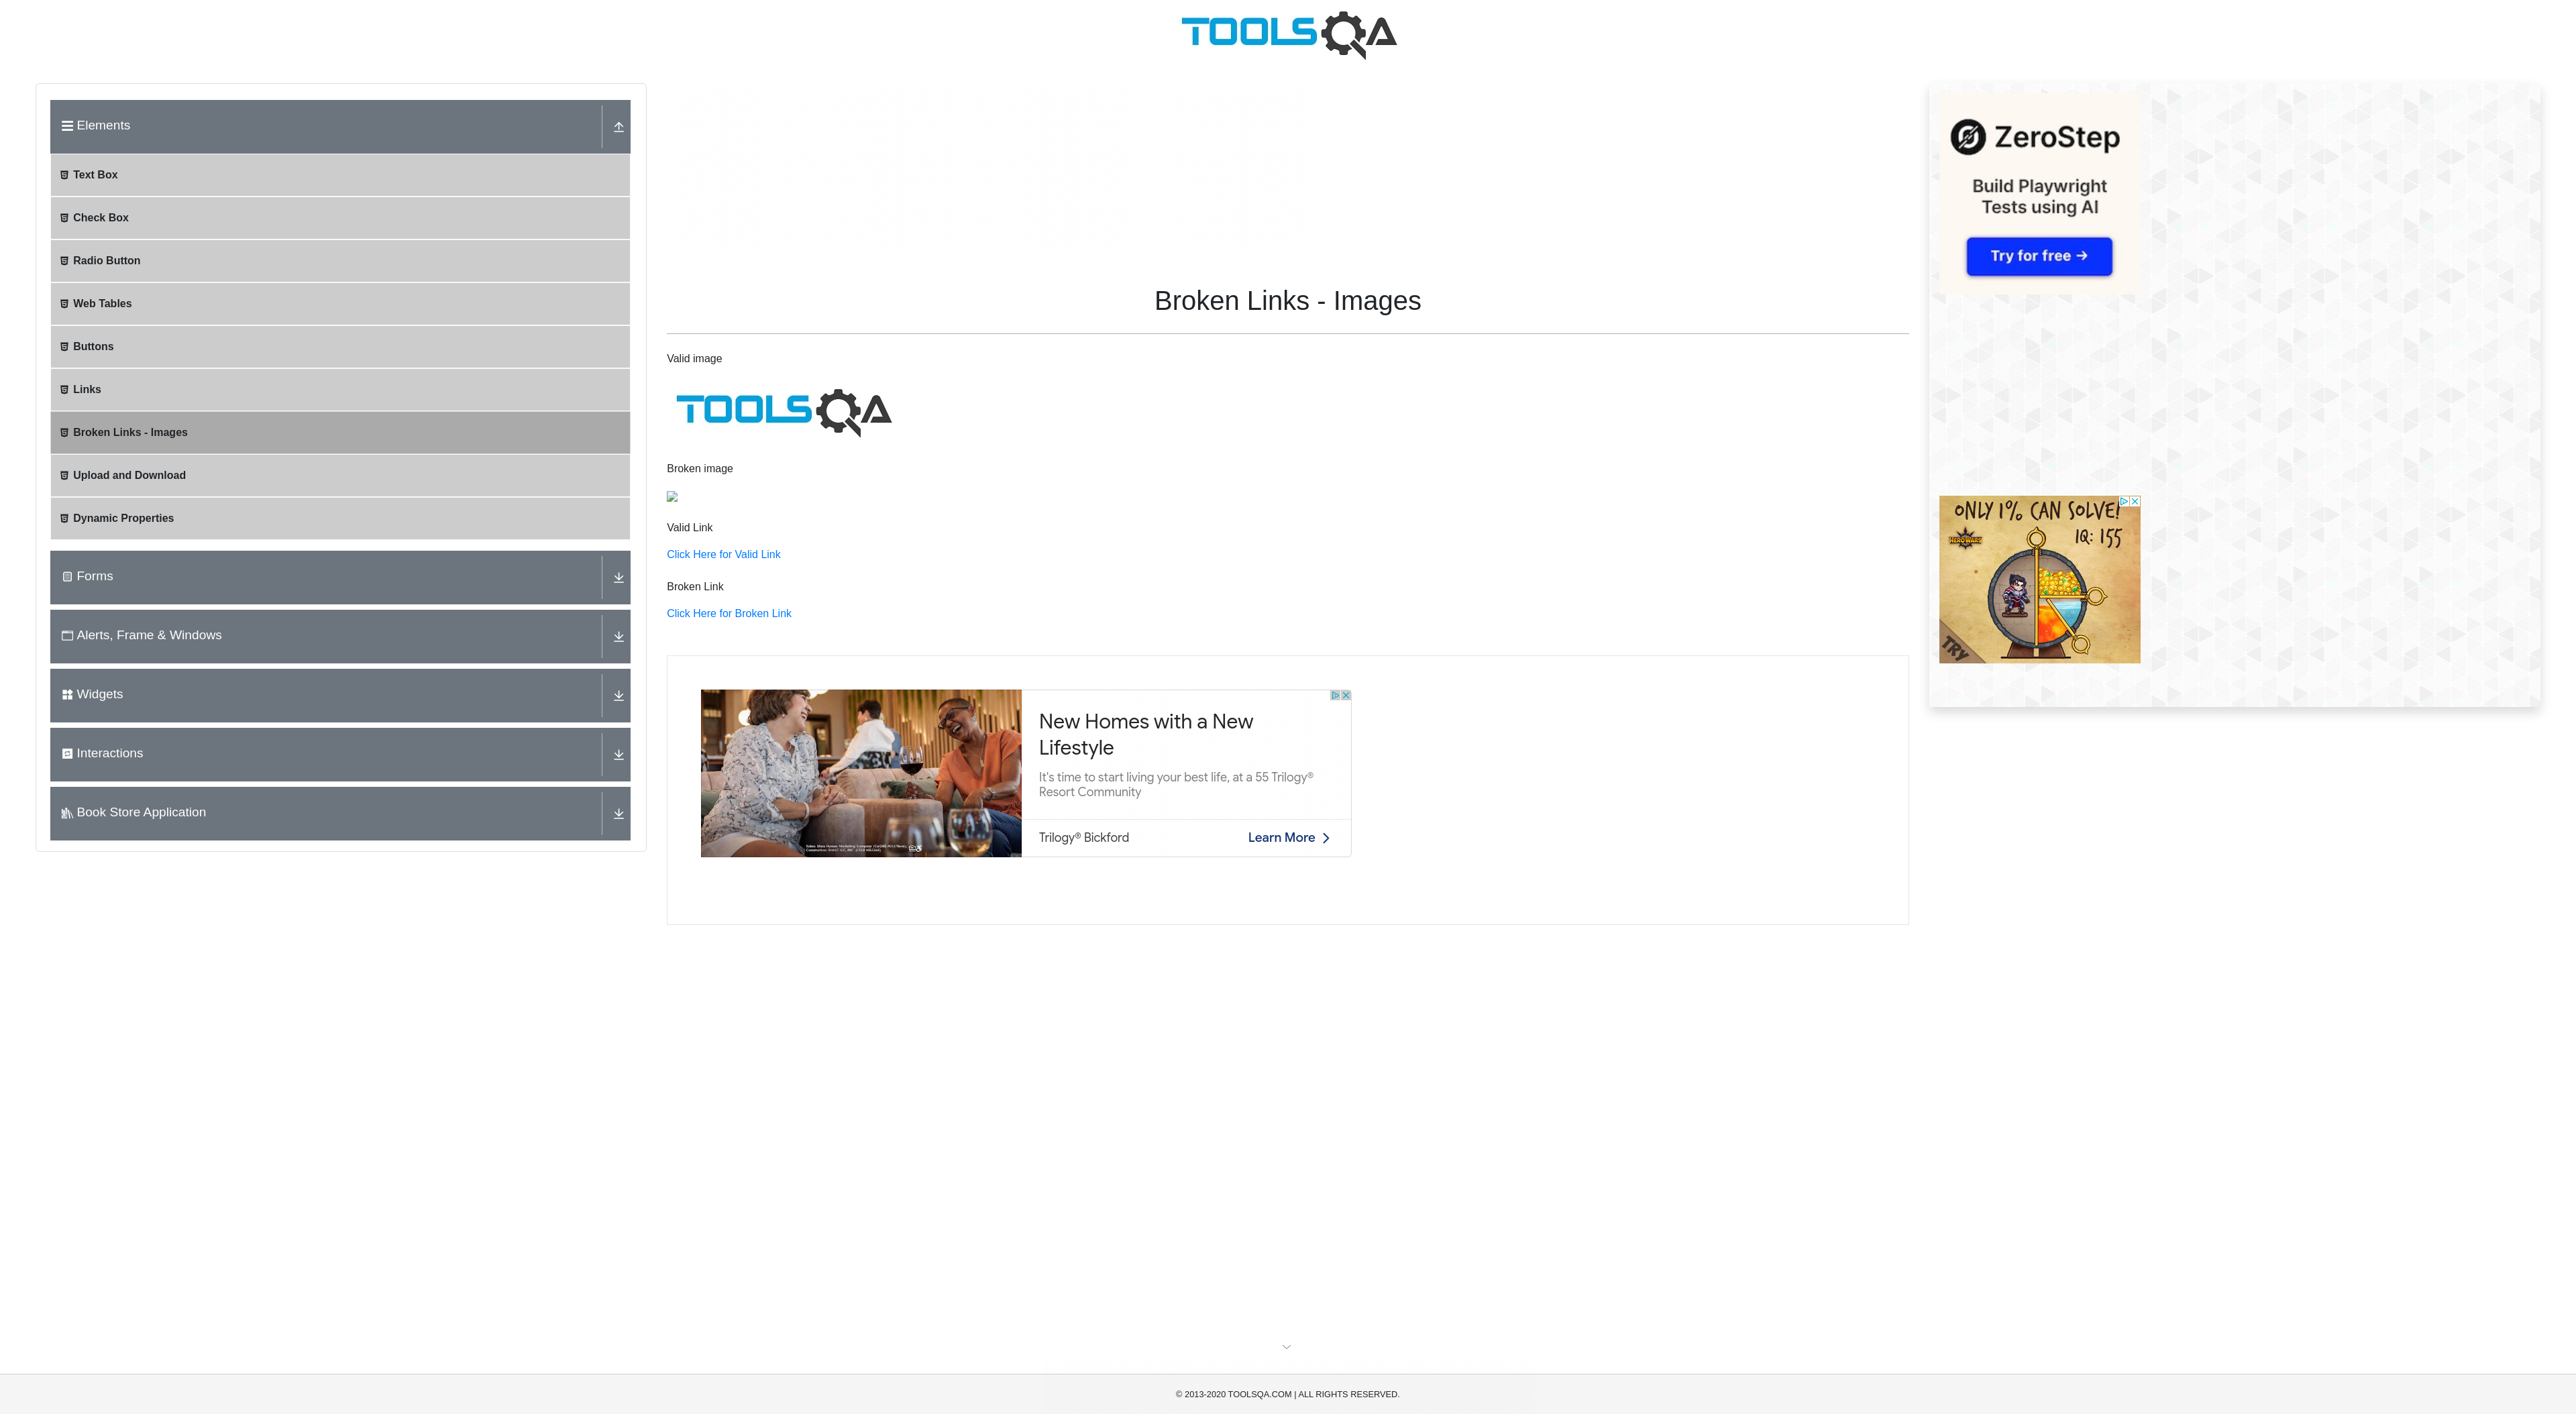 TOOLSQA
Elements
Text Box
Check Box
Radio Button
Web Tables
Buttons
Links
Broken Links - Images
Upload and Download
Dynamic Properties
Forms
Alerts, Frame & Windows
Widgets
Interactions
Book Store Application
Broken Links - Images
Valid image
TOOLSQA
Broken image
Valid Link
Click Here for Valid Link
Broken Link
Click Here for Broken Link
New Homes with a New
Lifestyle
It's time to start living your best life, at a 55 Trilogy®
Resort Community
Trilogy® Bickford
Learn More
ZeroStep
Build Playwright
Tests using AI
Try for free →
ONLY 1% CAN SOLVE!
HERO WARS
IQ: 155
TRY
© 2013-2020 TOOLSQA.COM | ALL RIGHTS RESERVED.